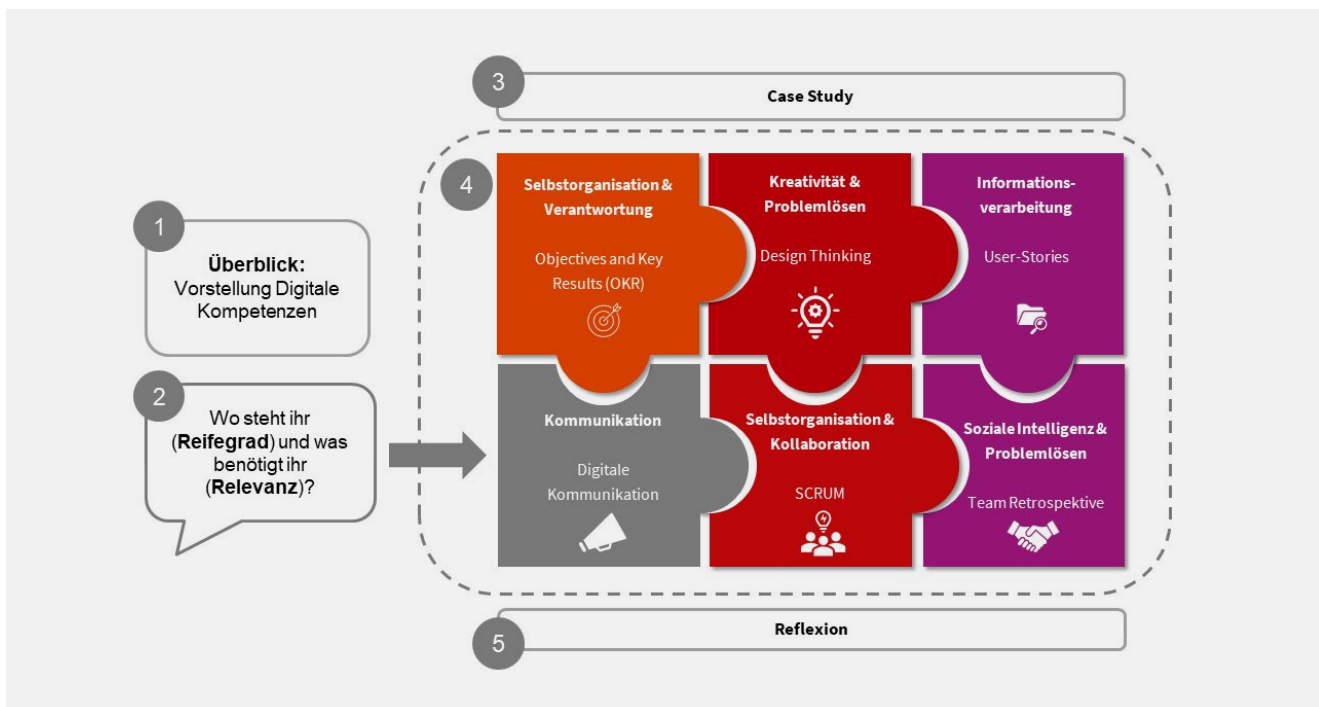 1
Überblick:
Vorstellung Digitale
Kompetenzen
2
Wo steht ihr
(Reifegrad) und was
benötigt ihr
(Relevanz)?
3
Case Study
4
Selbstorganisation &
Verantwortung
Objectives and Key
Results (OKR)
Kreativität &
Problemlösen
Design Thinking
Informations-
verarbeitung
User-Stories
Kommunikation
Digitale
Kommunikation
Selbstorganisation &
Kollaboration
SCRUM
Soziale Intelligenz &
Problemlösen
Team Retrospektive
5
Reflexion